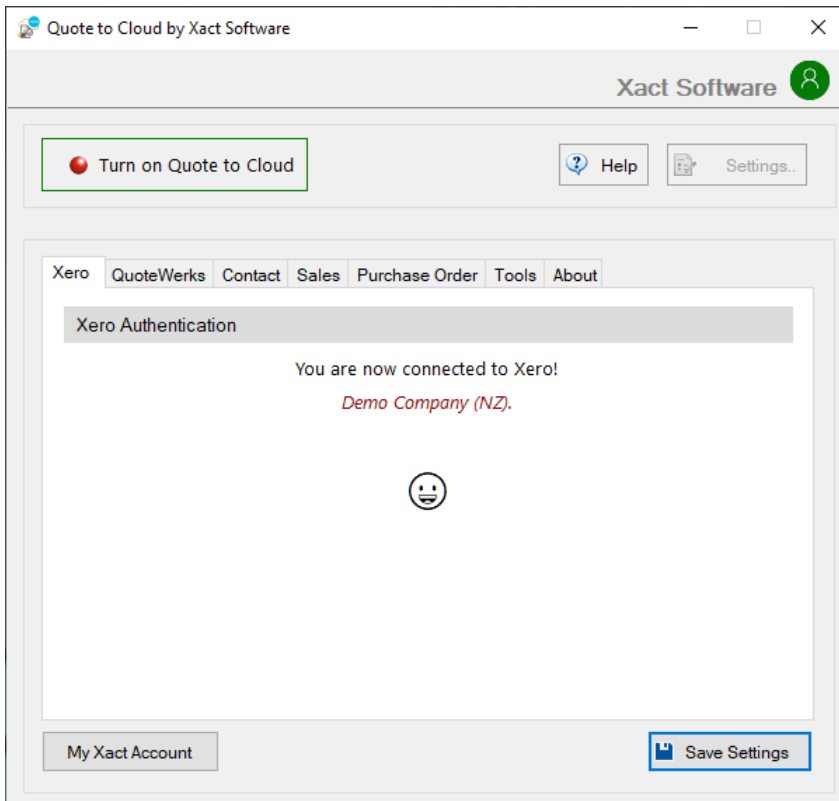 Quote to Cloud by Xact Software
Xact Software
Turn on Quote to Cloud
Help
Settings..
Xero QuoteWerks Contact Sales Purchase Order Tools About
Xero Authentication
You are now connected to Xero!
Demo Company (NZ).
My Xact Account
Save Settings